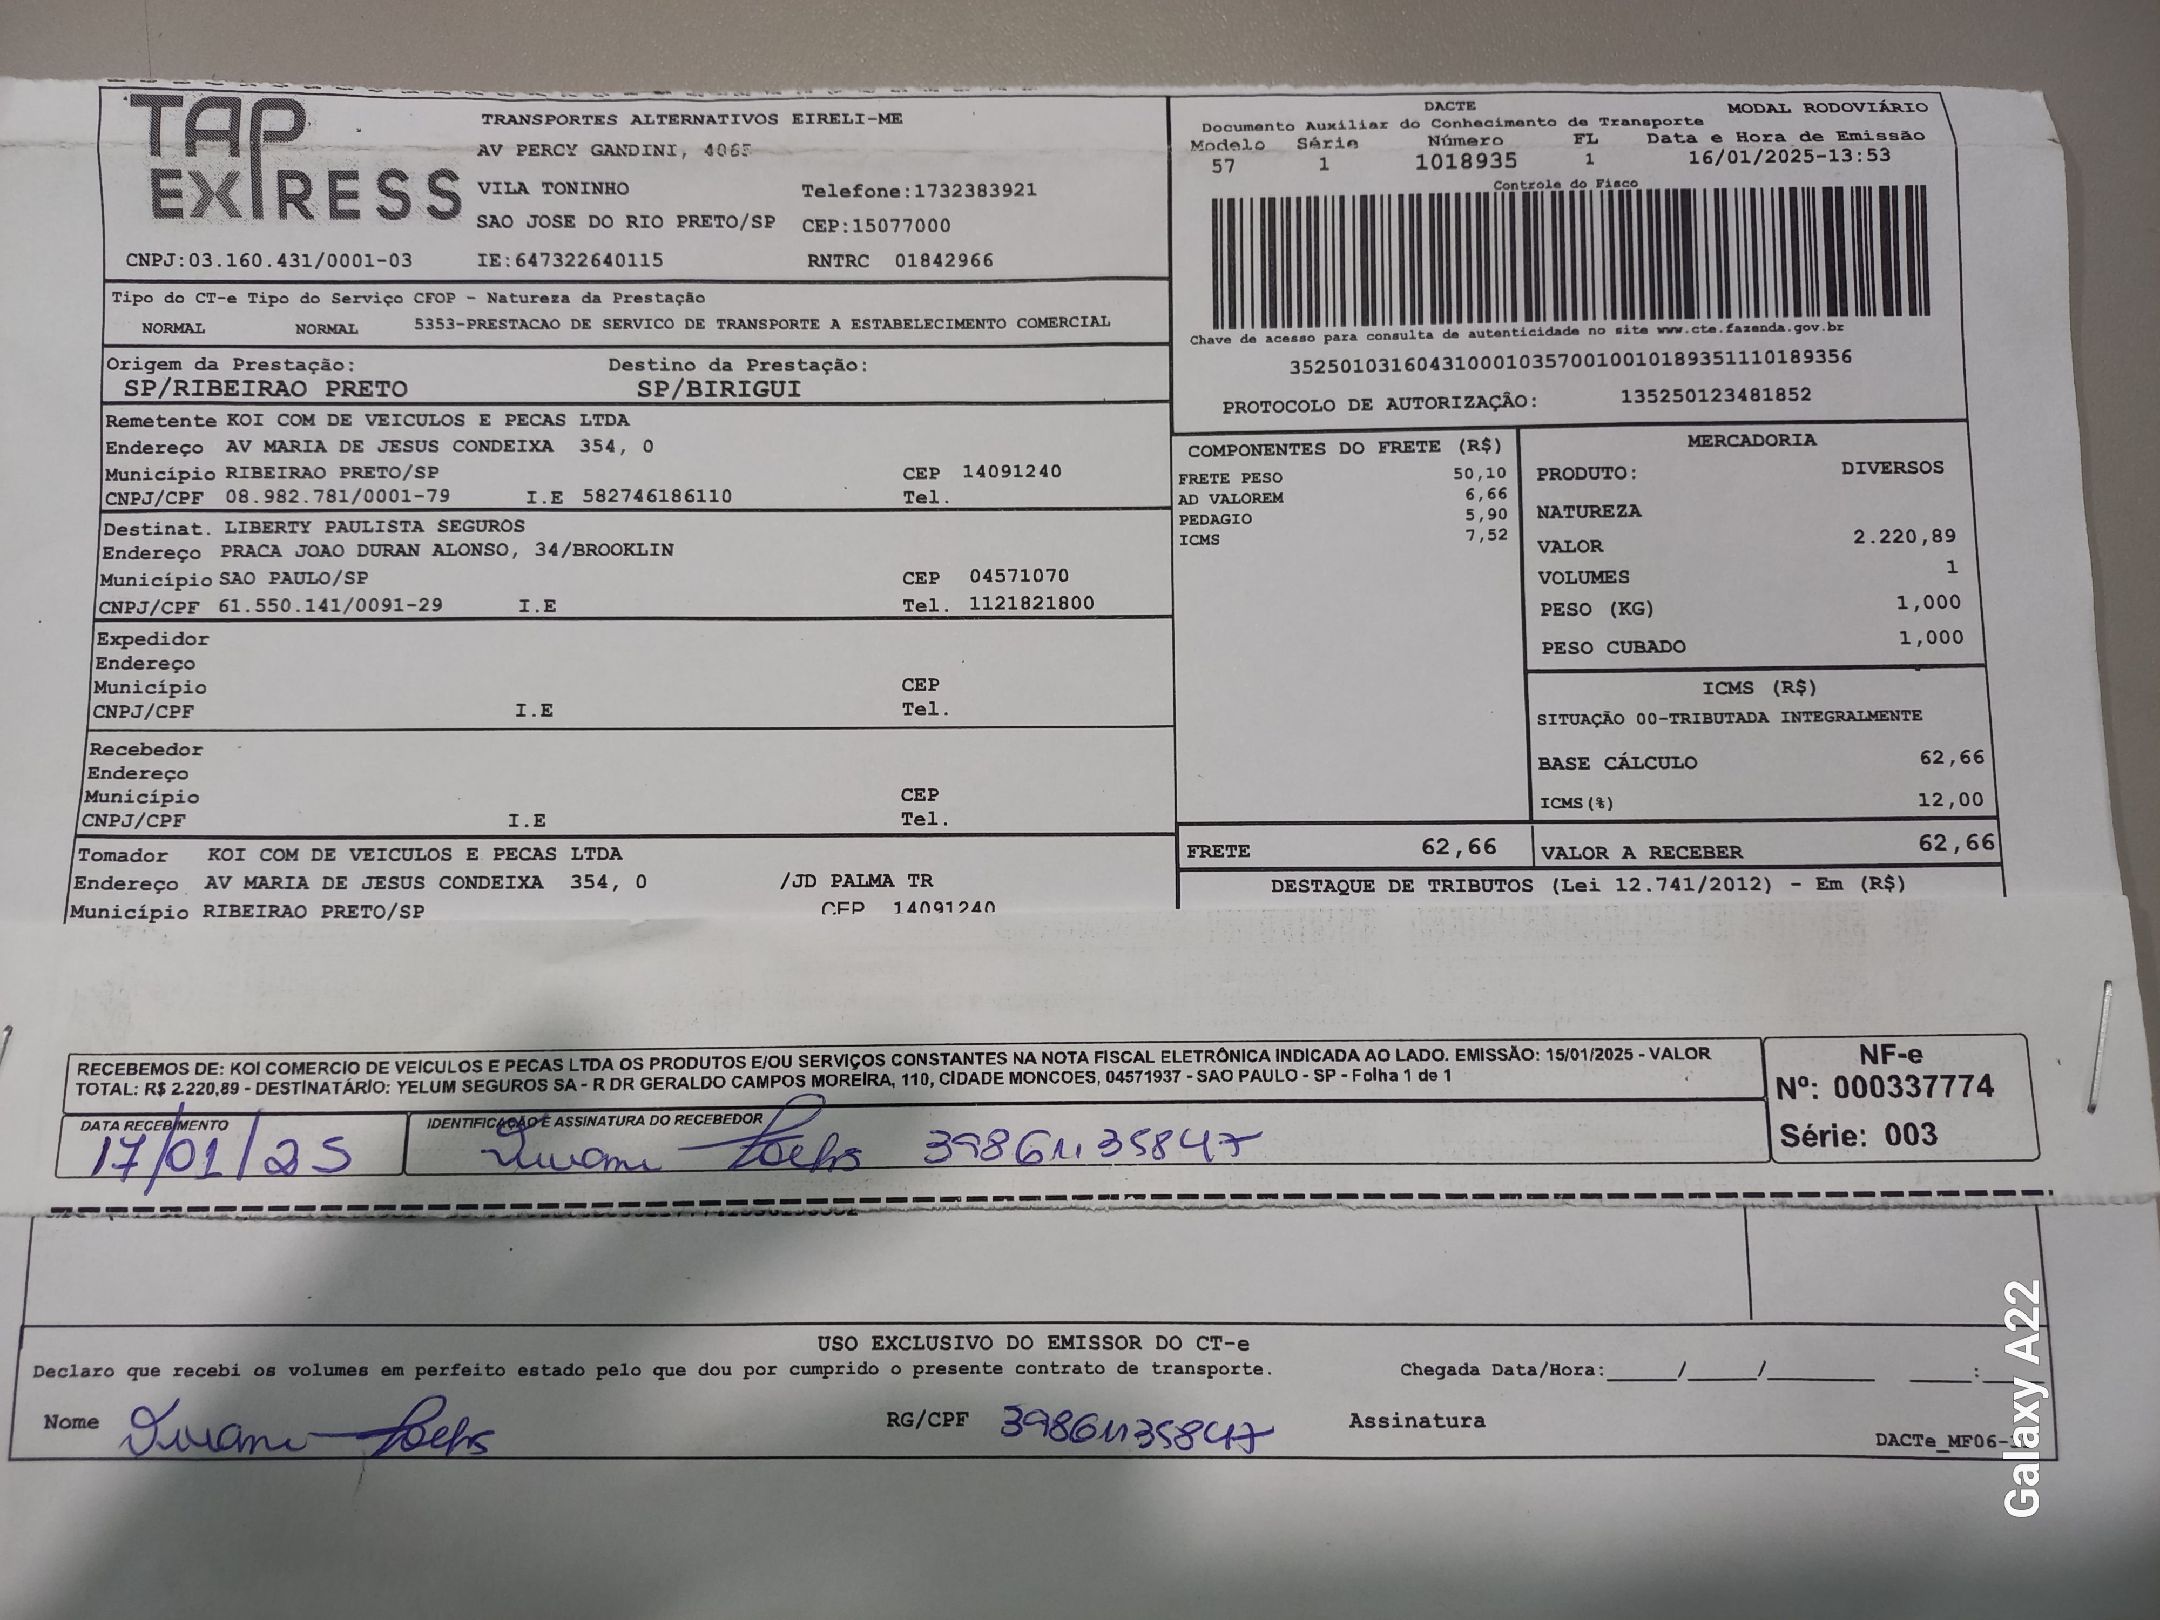 TAP EXPRESS
TRANSPORTES ALTERNATIVOS EIRELI-ME
AV PERCY GANDINI, 4065
VILA TONINHO Telefone:1732383921
SAO JOSE DO RIO PRETO/SP CEP:15077000
CNPJ:03.160.431/0001-03 IE:647322640115 RNTRC 01842966
DACTE MODAL RODOVIÁRIO
Documento Auxiliar do Conhecimento de Transporte
Modelo Série Número FL Data e Hora de Emissão
57 1 1018935 1 16/01/2025-13:53
Controle do Fisco
Chave de acesso para consulta de autenticidade no site www.cte.fazenda.gov.br
35250103160431000103570010010189351110189356
PROTOCOLO DE AUTORIZAÇÃO: 135250123481852
Tipo do CT-e Tipo do Serviço CFOP - Natureza da Prestação
NORMAL NORMAL 5353-PRESTACAO DE SERVICO DE TRANSPORTE A ESTABELECIMENTO COMERCIAL
Origem da Prestação: Destino da Prestação:
SP/RIBEIRAO PRETO SP/BIRIGUI
Remetente KOI COM DE VEICULOS E PECAS LTDA
Endereço AV MARIA DE JESUS CONDEIXA 354, 0
Município RIBEIRAO PRETO/SP CEP 14091240
CNPJ/CPF 08.982.781/0001-79 I.E 582746186110 Tel.
Destinat. LIBERTY PAULISTA SEGUROS
Endereço PRACA JOAO DURAN ALONSO, 34/BROOKLIN
Município SAO PAULO/SP CEP 04571070
CNPJ/CPF 61.550.141/0091-29 I.E Tel. 1121821800
Expedidor
Endereço
Município CEP
CNPJ/CPF I.E Tel.
Recebedor
Endereço
Município CEP
CNPJ/CPF I.E Tel.
Tomador KOI COM DE VEICULOS E PECAS LTDA
Endereço AV MARIA DE JESUS CONDEIXA 354, 0 /JD PALMA TR
Município RIBEIRAO PRETO/SP CEP 14091240
COMPONENTES DO FRETE (R$)
FRETE PESO 50,10
AD VALOREM 6,66
PEDAGIO 5,90
ICMS 7,52
FRETE 62,66
MERCADORIA
PRODUTO: DIVERSOS
NATUREZA
VALOR 2.220,89
VOLUMES 1
PESO (KG) 1,000
PESO CUBADO 1,000
ICMS (R$)
SITUAÇÃO 00-TRIBUTADA INTEGRALMENTE
BASE CÁLCULO 62,66
ICMS(%) 12,00
VALOR A RECEBER 62,66
DESTAQUE DE TRIBUTOS (Lei 12.741/2012) - Em (R$)
RECEBEMOS DE: KOI COMERCIO DE VEICULOS E PECAS LTDA OS PRODUTOS E/OU SERVIÇOS CONSTANTES NA NOTA FISCAL ELETRÔNICA INDICADA AO LADO. EMISSÃO: 15/01/2025 - VALOR
TOTAL: R$ 2.220,89 - DESTINATÁRIO: YELUM SEGUROS SA - R DR GERALDO CAMPOS MOREIRA, 110, CIDADE MONCOES, 04571937 - SAO PAULO - SP - Folha 1 de 1
NF-e
Nº: 000337774
Série: 003
DATA RECEBIMENTO IDENTIFICAÇÃO E ASSINATURA DO RECEBEDOR
17/01/25 39861135847
USO EXCLUSIVO DO EMISSOR DO CT-e
Declaro que recebi os volumes em perfeito estado pelo que dou por cumprido o presente contrato de transporte. Chegada Data/Hora:_____/_____/________ _____:___
Nome RG/CPF 39861135847 Assinatura
DACTe_MF06-
Galaxy A22